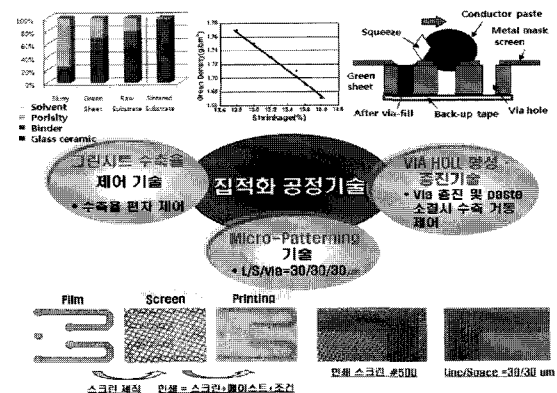 100%
80%
60%
40%
20%
0%
Slurry
Green Sheet
Raw Substrate
Sintered Substrate
Solvent
Porisity
Binder
Glass ceramic
Green Density(g/cm³)
1.78
Shrinkage(%)
Squeeze
Conductor paste
Metal mask screen
Green sheet
After via-fill
Back-up tape
Via hole
그린시트 수축율
제어 기술
• 수축율 편차 제어
집적화 공정기술
VIA HOLL 형성 ·
충진기술
• Via 충진 및 paste
소결시 수축 거동
제어
Micro-Patterning
기술
• L/S/via=30/30/30㎛
Film
Screen
Printing
스크린 제작
인쇄 = 스크린+페이스트+조건
인쇄 스크린 #500
Line/Space =30/30 um